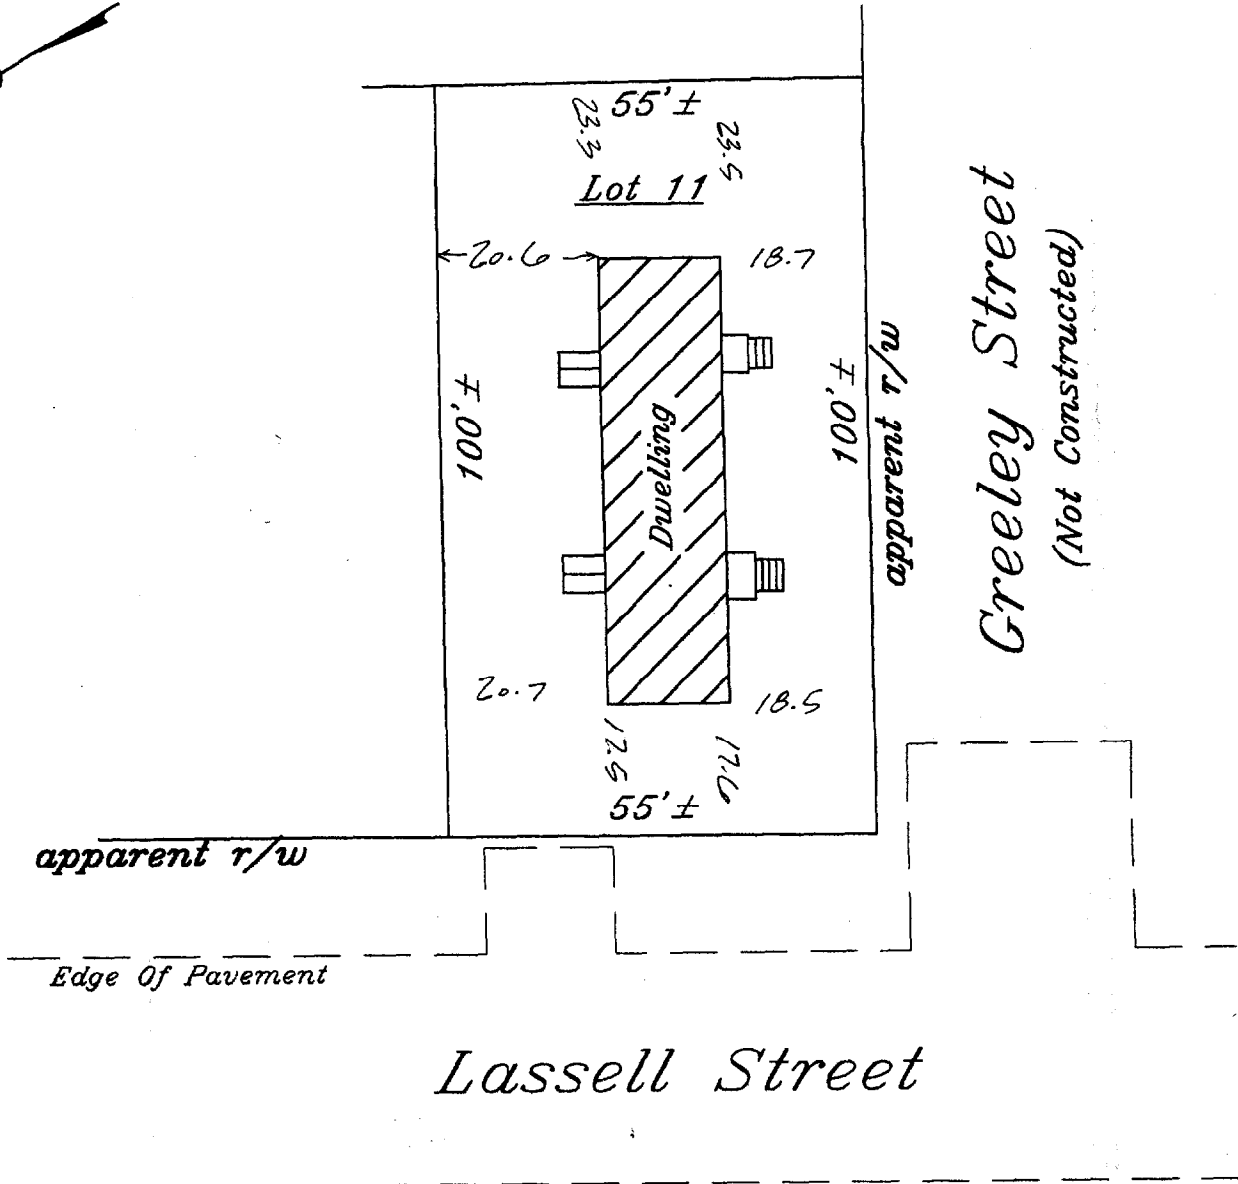 55'±
23.3
23.5
Lot 11
20.6
18.7
100'±
Dwelling
100'±
apparent r/w
Greeley Street
(Not Constructed)
20.7
18.5
17.5
17.6
55'±
apparent r/w
Edge Of Pavement
Lassell Street